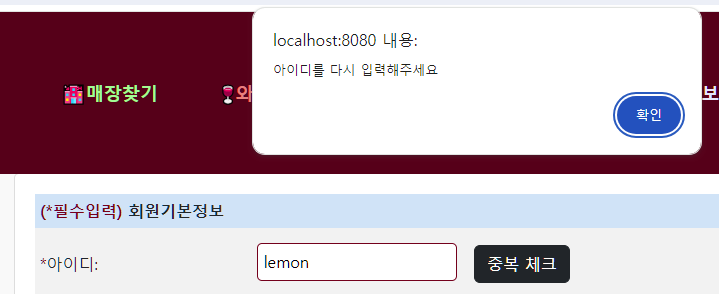 localhost:8080 내용:
아이디를 다시 입력해주세요
확인
매장찾기 와 보
(*필수입력) 회원기본정보
*아이디: lemon 중복 체크